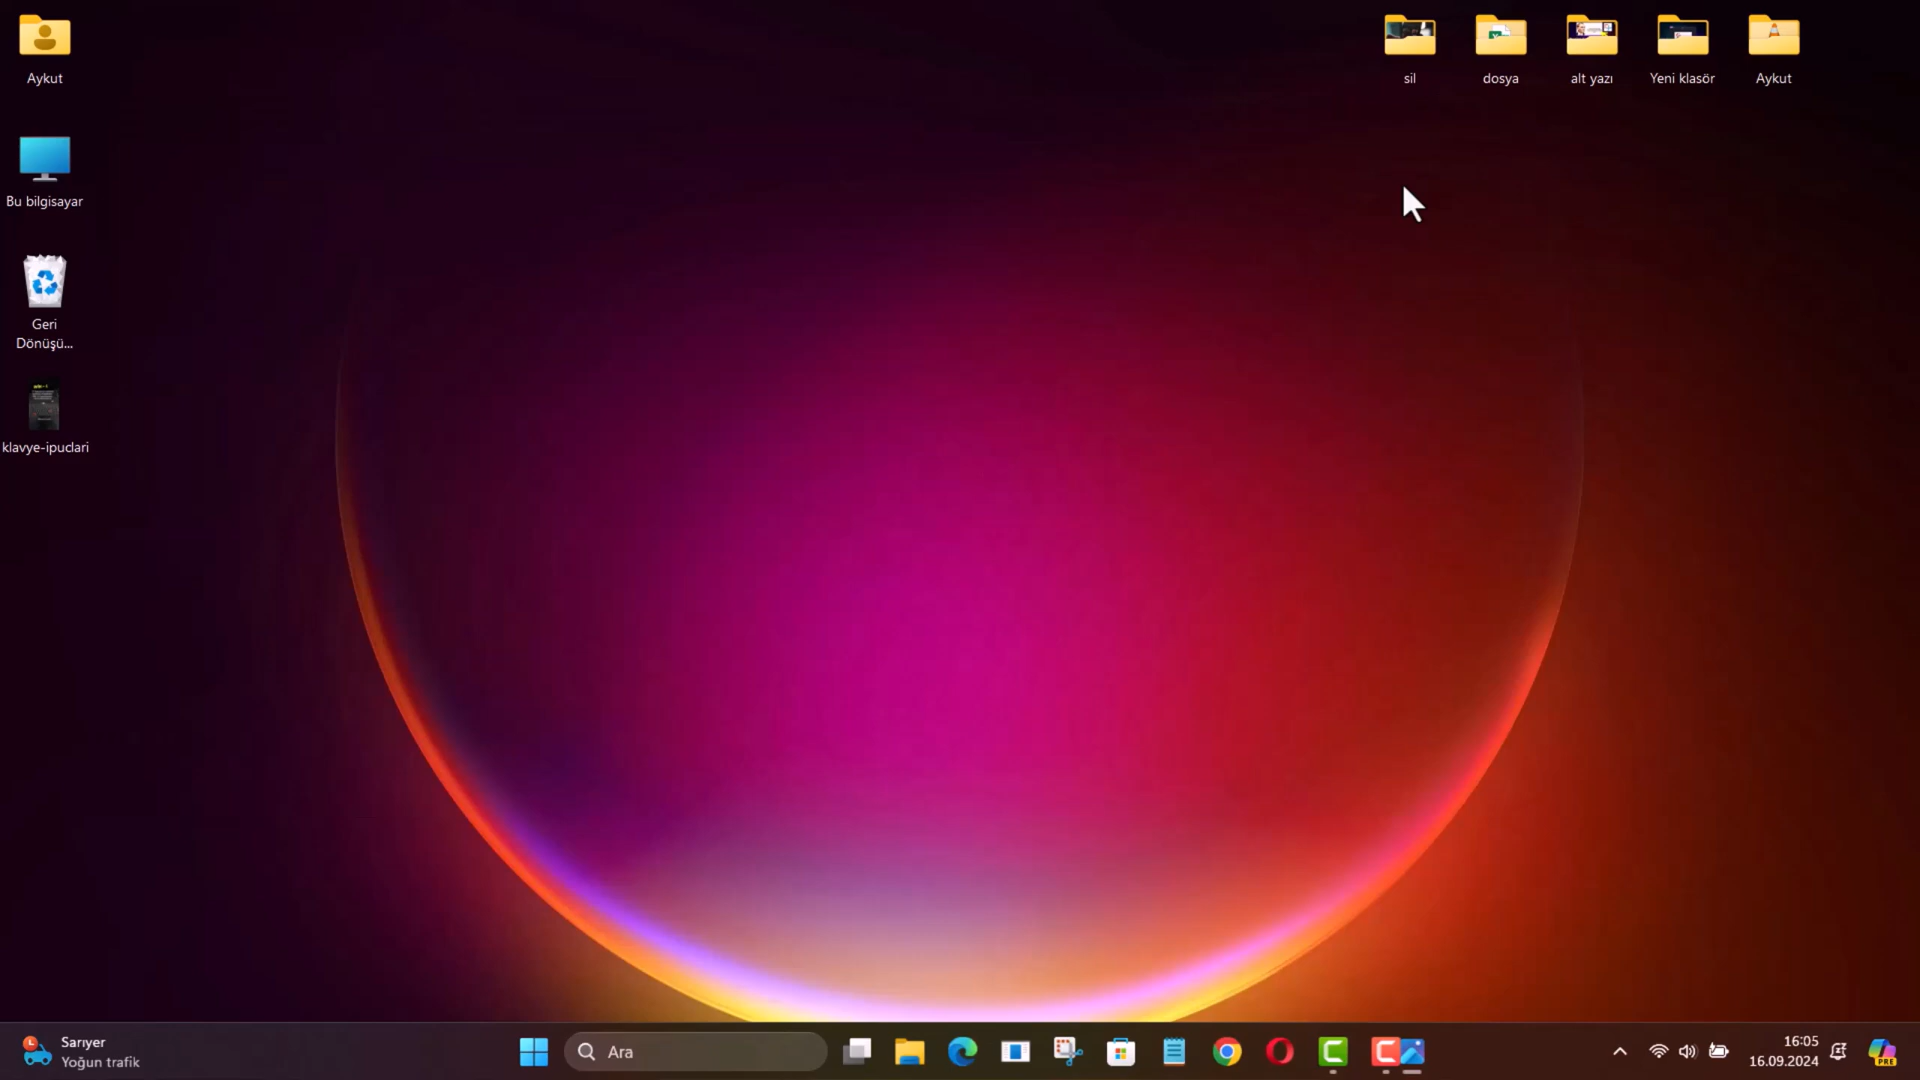 Aykut
Bu bilgisayar
Geri
Dönüşü...
klavye-ipuclari
sil
dosya
alt yazı
Yeni klasör
Aykut
Sarıyer
Yoğun trafik
Ara
16:05
16.09.2024
PRE